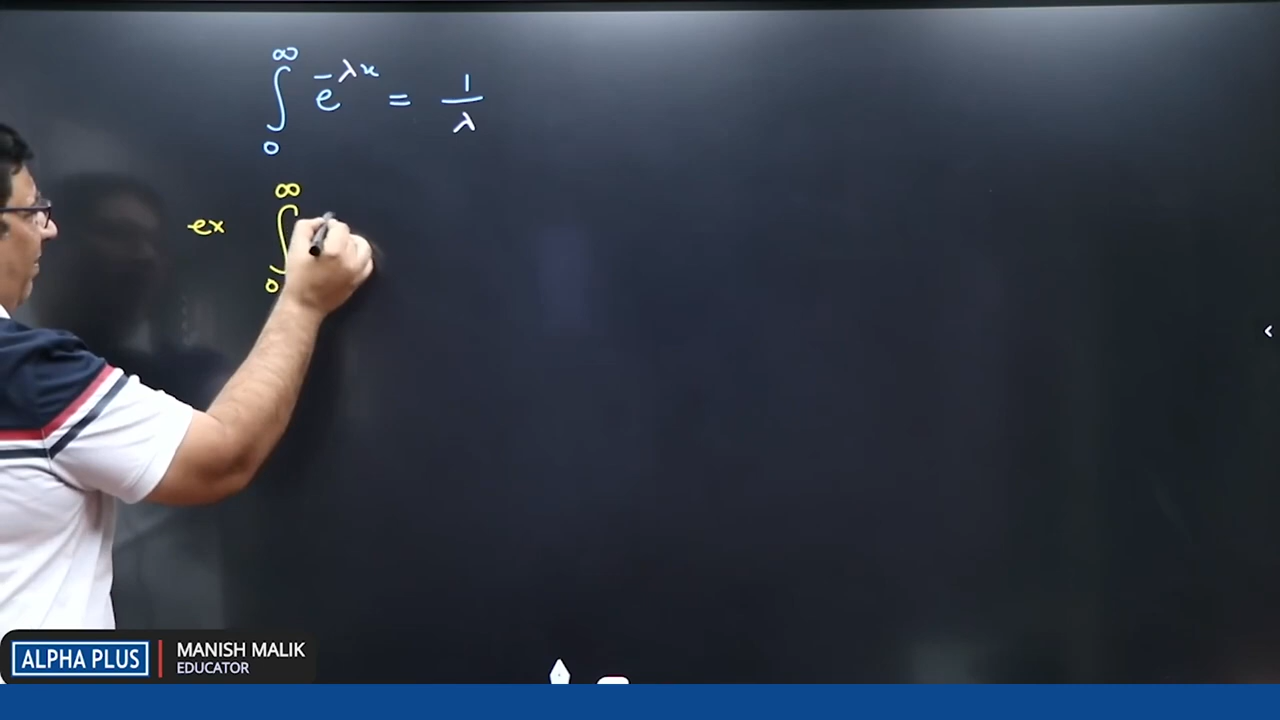 ∞
∫ e^-λx = 1/λ
0
∞
ex ∫
0
ALPHA PLUS | MANISH MALIK
EDUCATOR